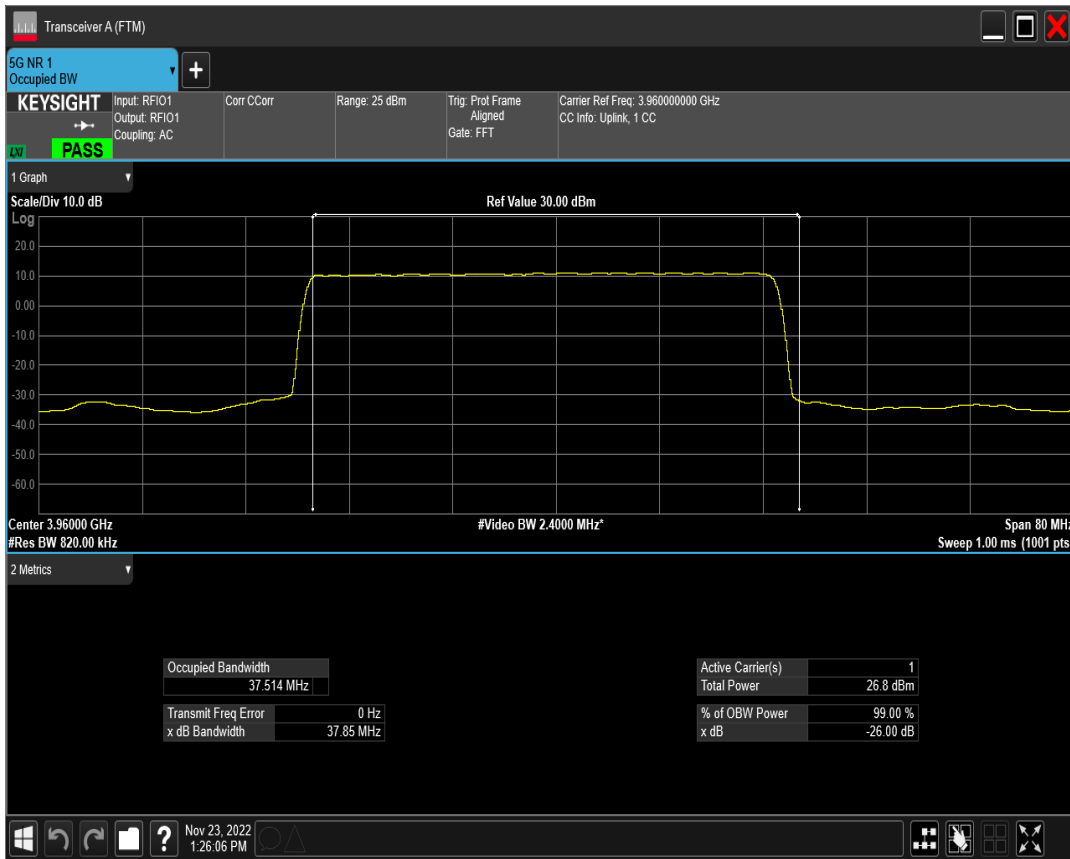 Transceiver A (FTM)
5G NR 1
Occupied BW
+
KEYSIGHT
LXI PASS
Input: RFIO1
Output: RFIO1
Coupling: AC
Corr CCorr
Range: 25 dBm
Trig: Prot Frame
Aligned
Gate: FFT
Carrier Ref Freq: 3.960000000 GHz
CC Info: Uplink, 1 CC
1 Graph
Scale/Div 10.0 dB
Ref Value 30.00 dBm
Log
20.0
10.0
0.00
-10.0
-20.0
-30.0
-40.0
-50.0
-60.0
Center 3.96000 GHz
#Video BW 2.4000 MHz*
Span 80 MHz
#Res BW 820.00 kHz
Sweep 1.00 ms (1001 pts
2 Metrics
Occupied Bandwidth
37.514 MHz
Transmit Freq Error 0 Hz
x dB Bandwidth 37.85 MHz
Active Carrier(s) 1
Total Power 26.8 dBm
% of OBW Power 99.00 %
x dB -26.00 dB
?
Nov 23, 2022
1:26:06 PM